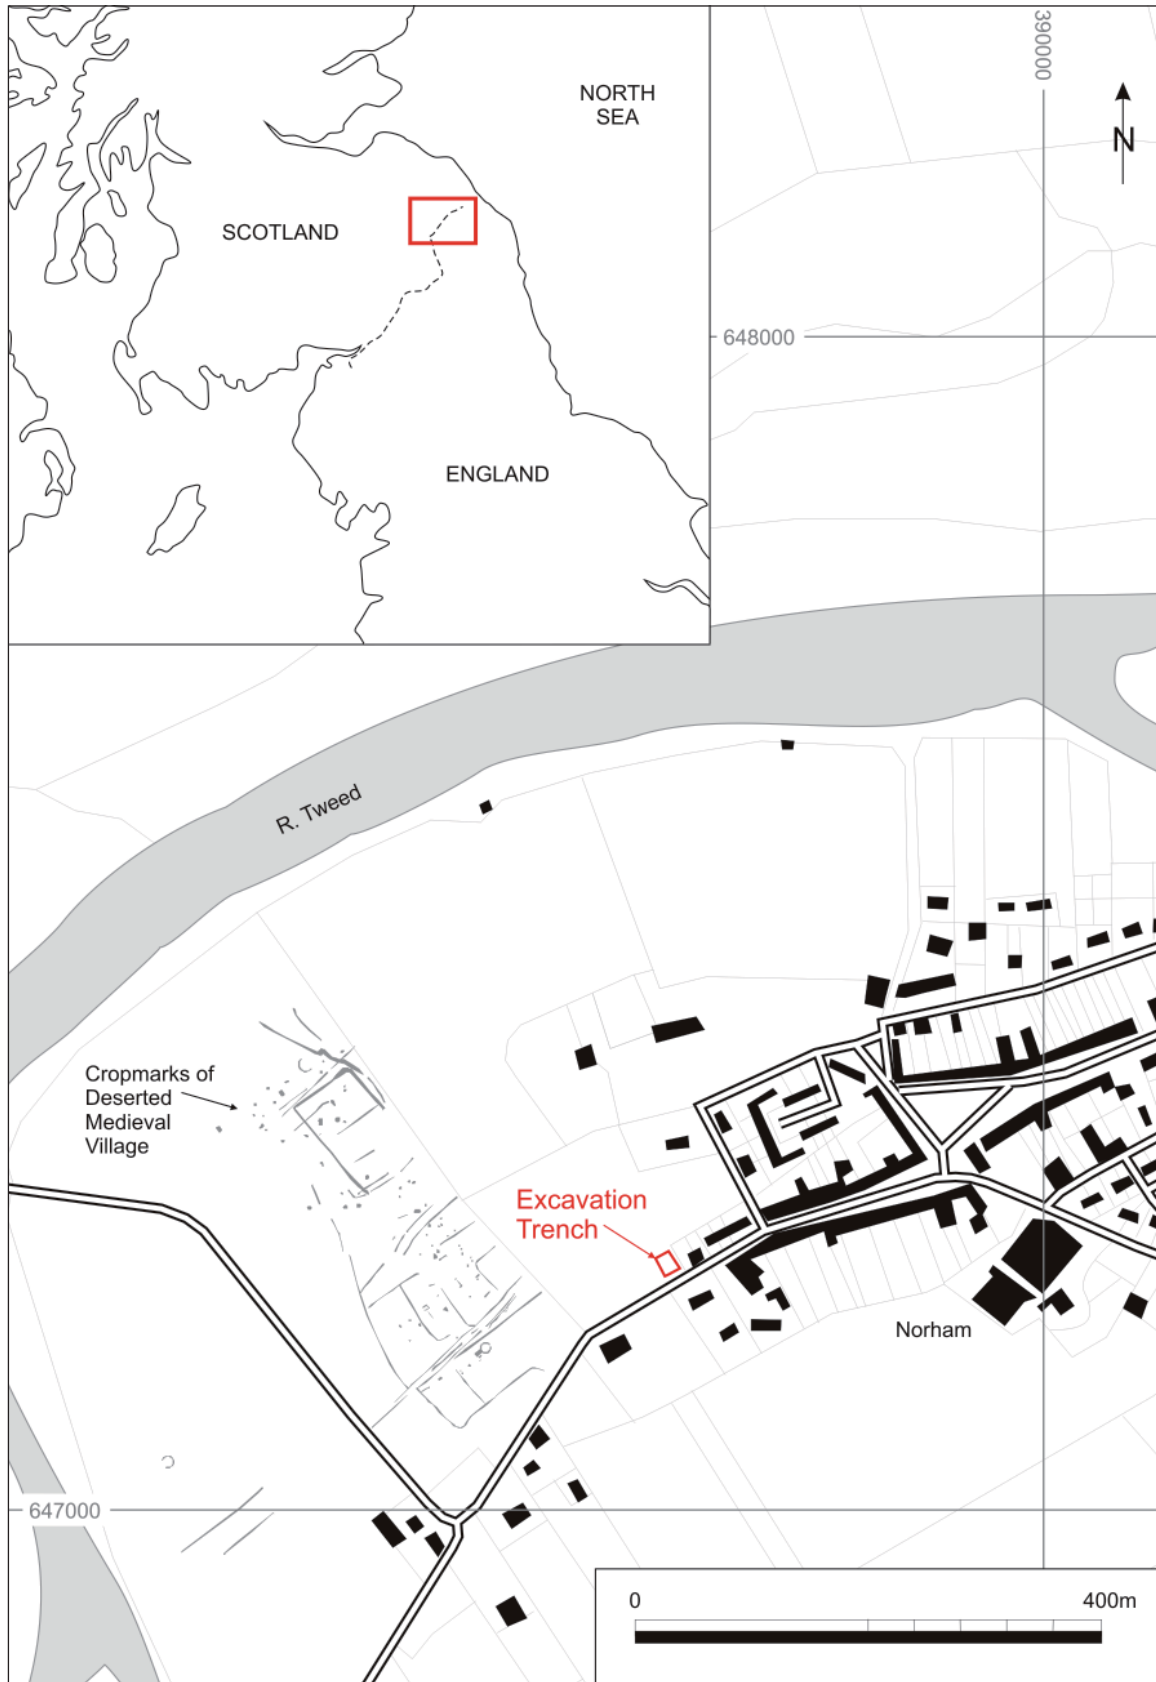 NORTH
SEA
SCOTLAND
ENGLAND
390000
N
648000
R. Tweed
Cropmarks of
Deserted
Medieval
Village
Excavation
Trench
Norham
647000
0 400m